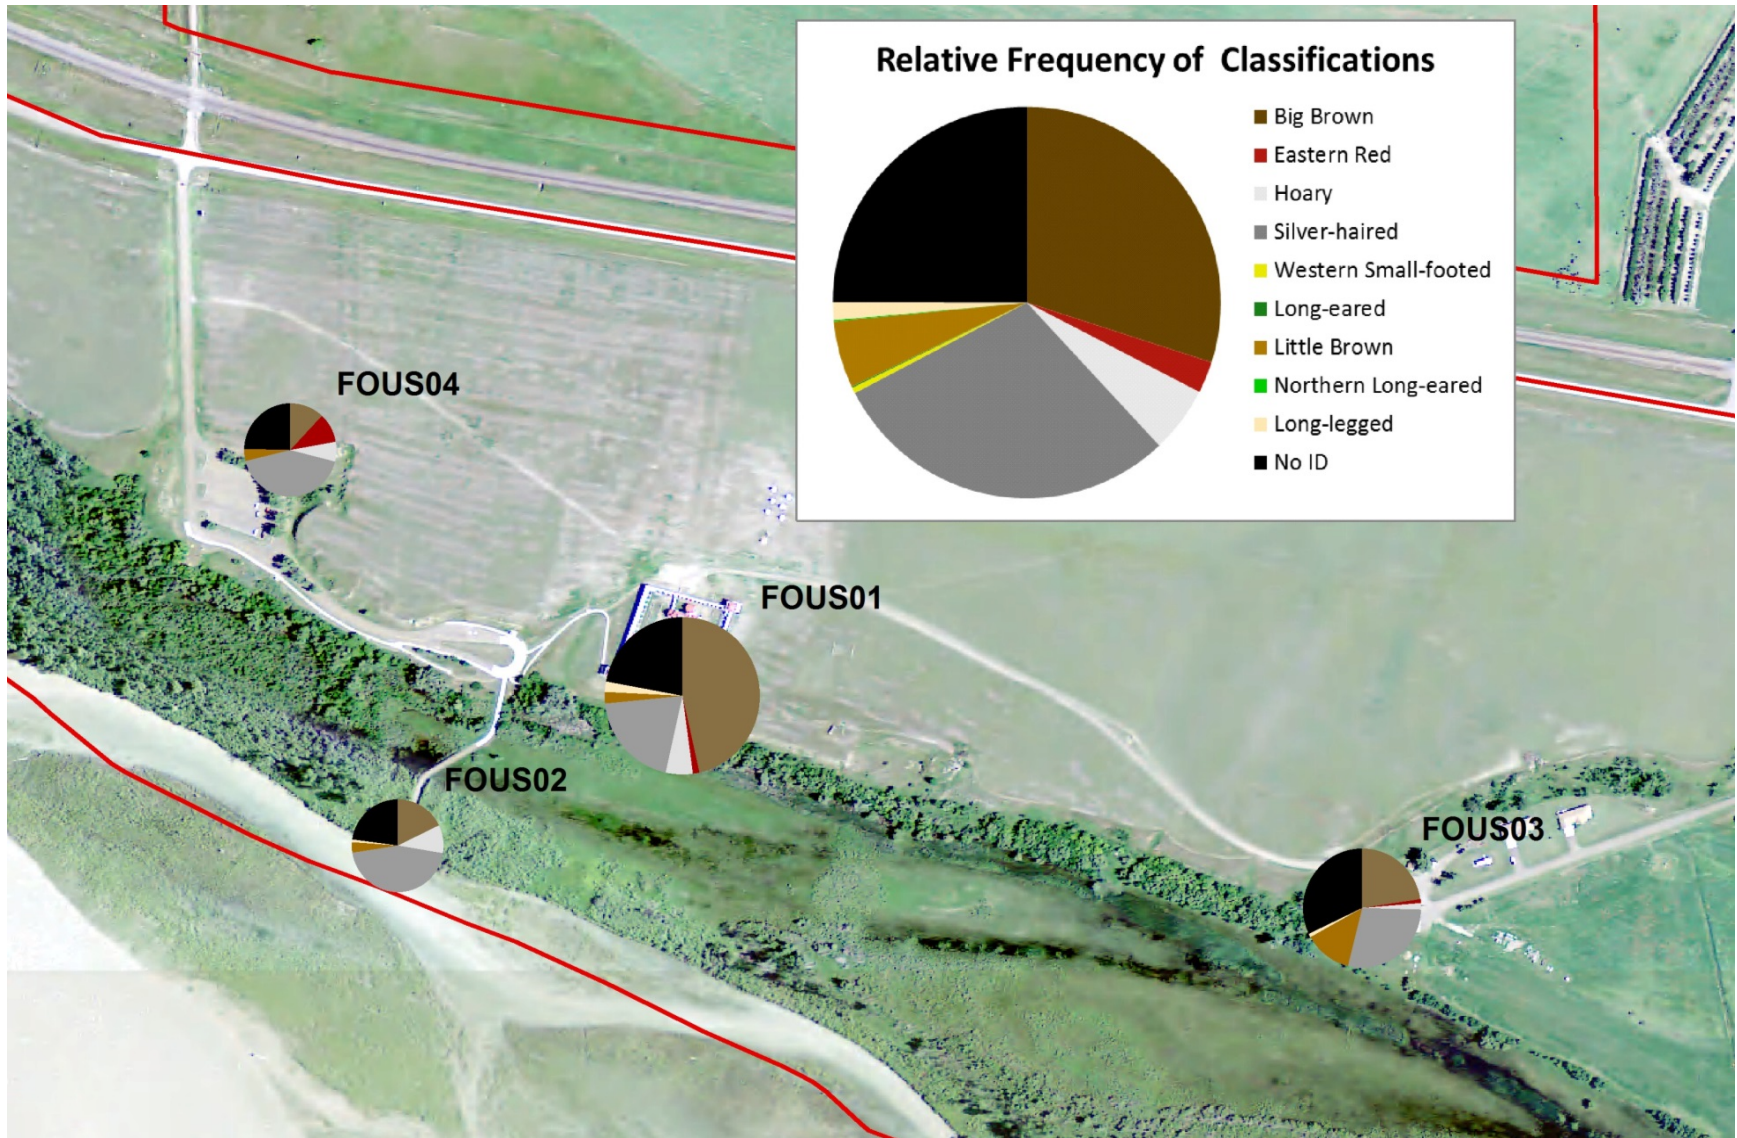 Relative Frequency of Classifications
Big Brown
Eastern Red
Hoary
Silver-haired
Western Small-footed
Long-eared
Little Brown
Northern Long-eared
Long-legged
No ID
FOUS04
FOUS01
FOUS02
FOUS03